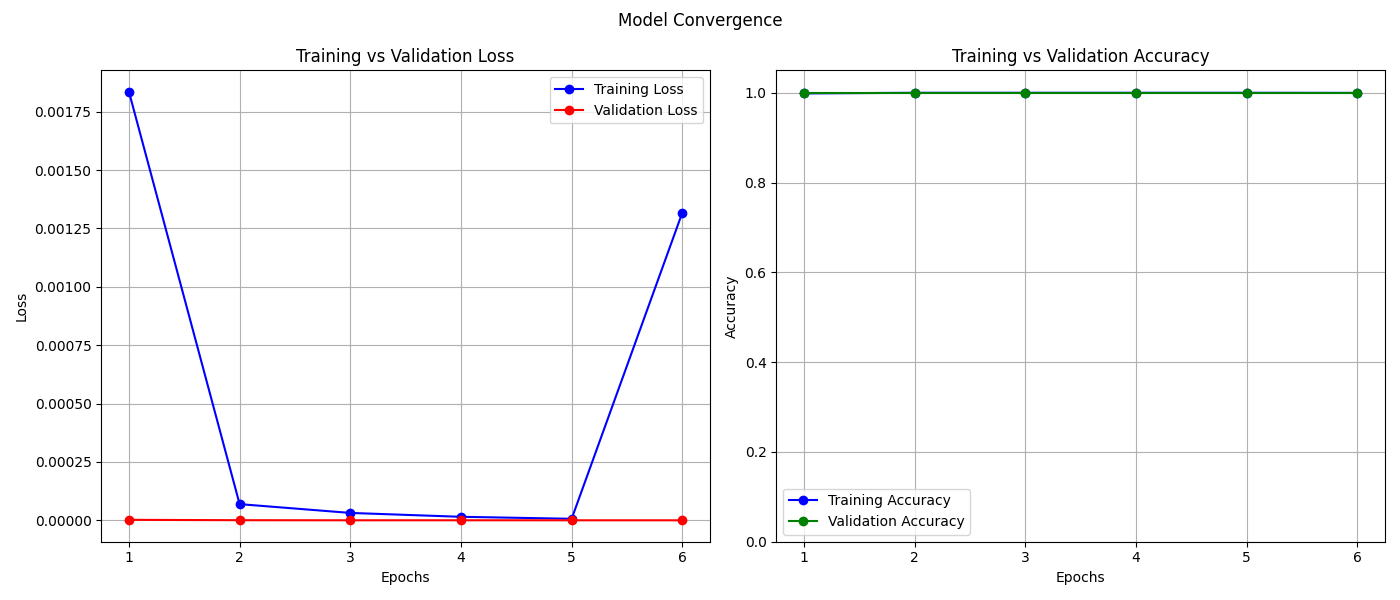 Model Convergence
Training vs Validation Loss
Training Loss
Validation Loss
0.00175
0.00150
0.00125
0.00100
0.00075
0.00050
0.00025
0.00000
Loss
1 2 3 4 5 6
Epochs
Training vs Validation Accuracy
1.0
0.8
0.6
0.4
0.2
0.0
Accuracy
Training Accuracy
Validation Accuracy
1 2 3 4 5 6
Epochs